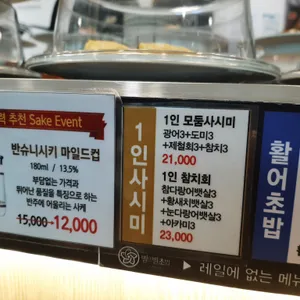 추천 Sake Event
반슈니시키 마일드컵
180ml / 13.5%
부담없는 가격과
뛰어난 품질을 특징으로 하는
반주에 어울리는 사케
15,000→12,000
1인사시미
1인 모둠사시미
광어3+도미3
+제철회3+참치3
21,000
1인 참치회
참다랑어뱃살3
+황새치뱃살3
+눈다랑어뱃살3
+아카미3
23,000
활어초밥
▸ 레일에 없는 메뉴